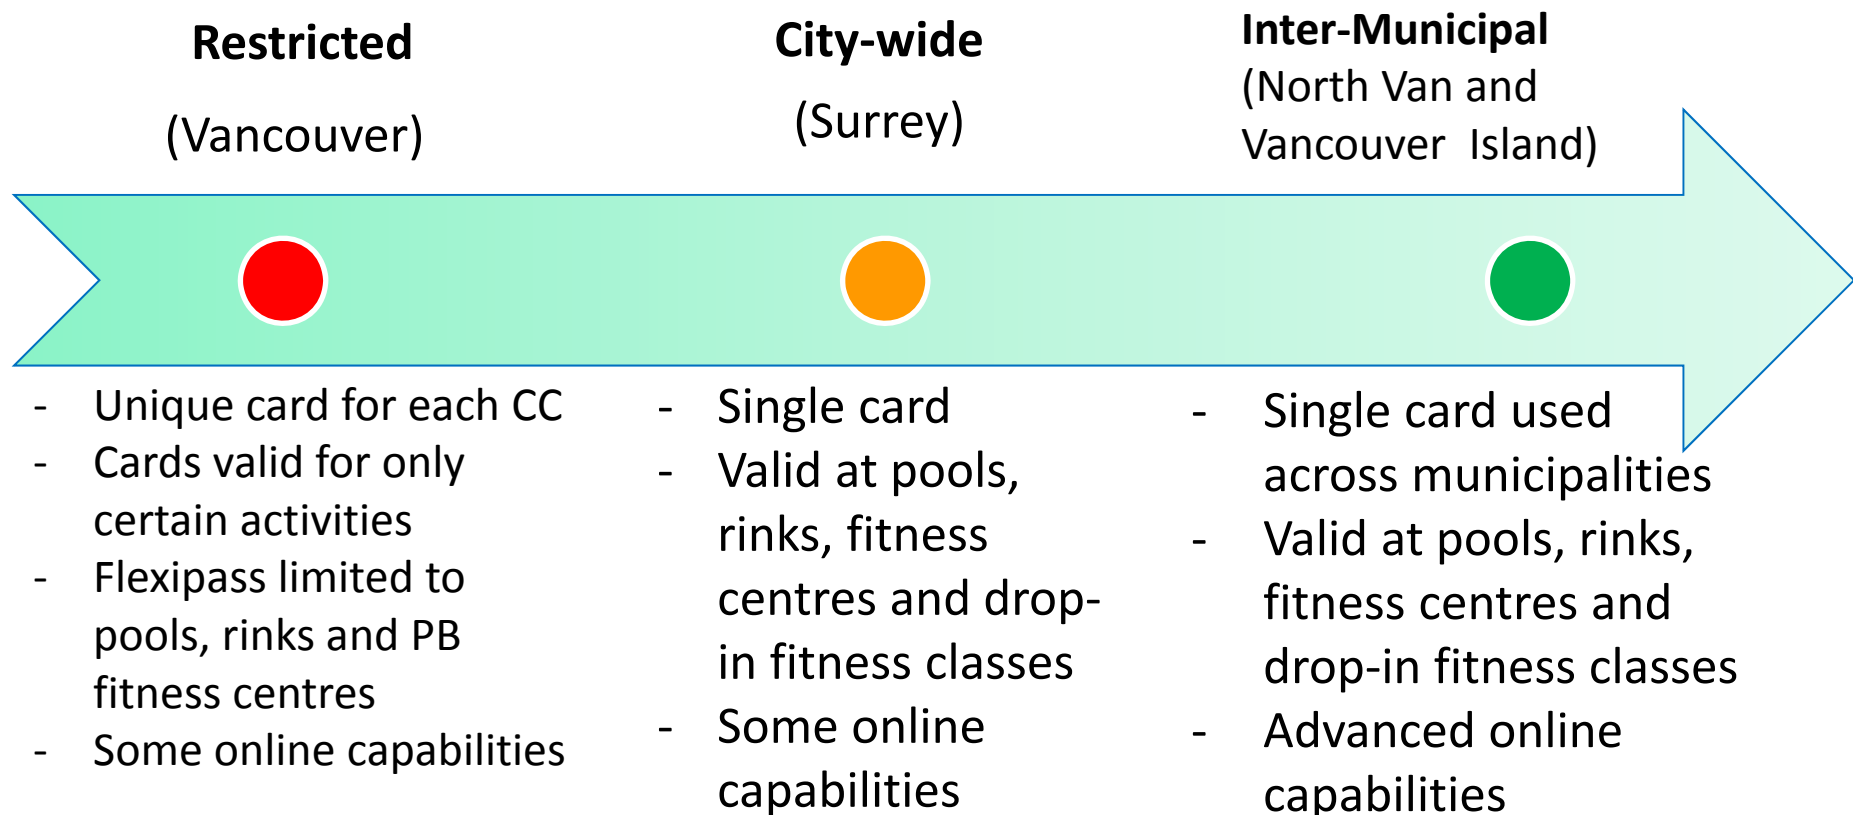 Restricted
(Vancouver)
City-wide
(Surrey)
Inter-Municipal
(North Van and
Vancouver  Island)
- Unique card for each CC
- Cards valid for only
certain activities
- Flexipass limited to
pools, rinks and PB
fitness centres
- Some online capabilities
- Single card
- Valid at pools,
rinks, fitness
centres and drop-
in fitness classes
- Some online
capabilities
- Single card used
across municipalities
- Valid at pools, rinks,
fitness centres and
drop-in fitness classes
- Advanced online
capabilities